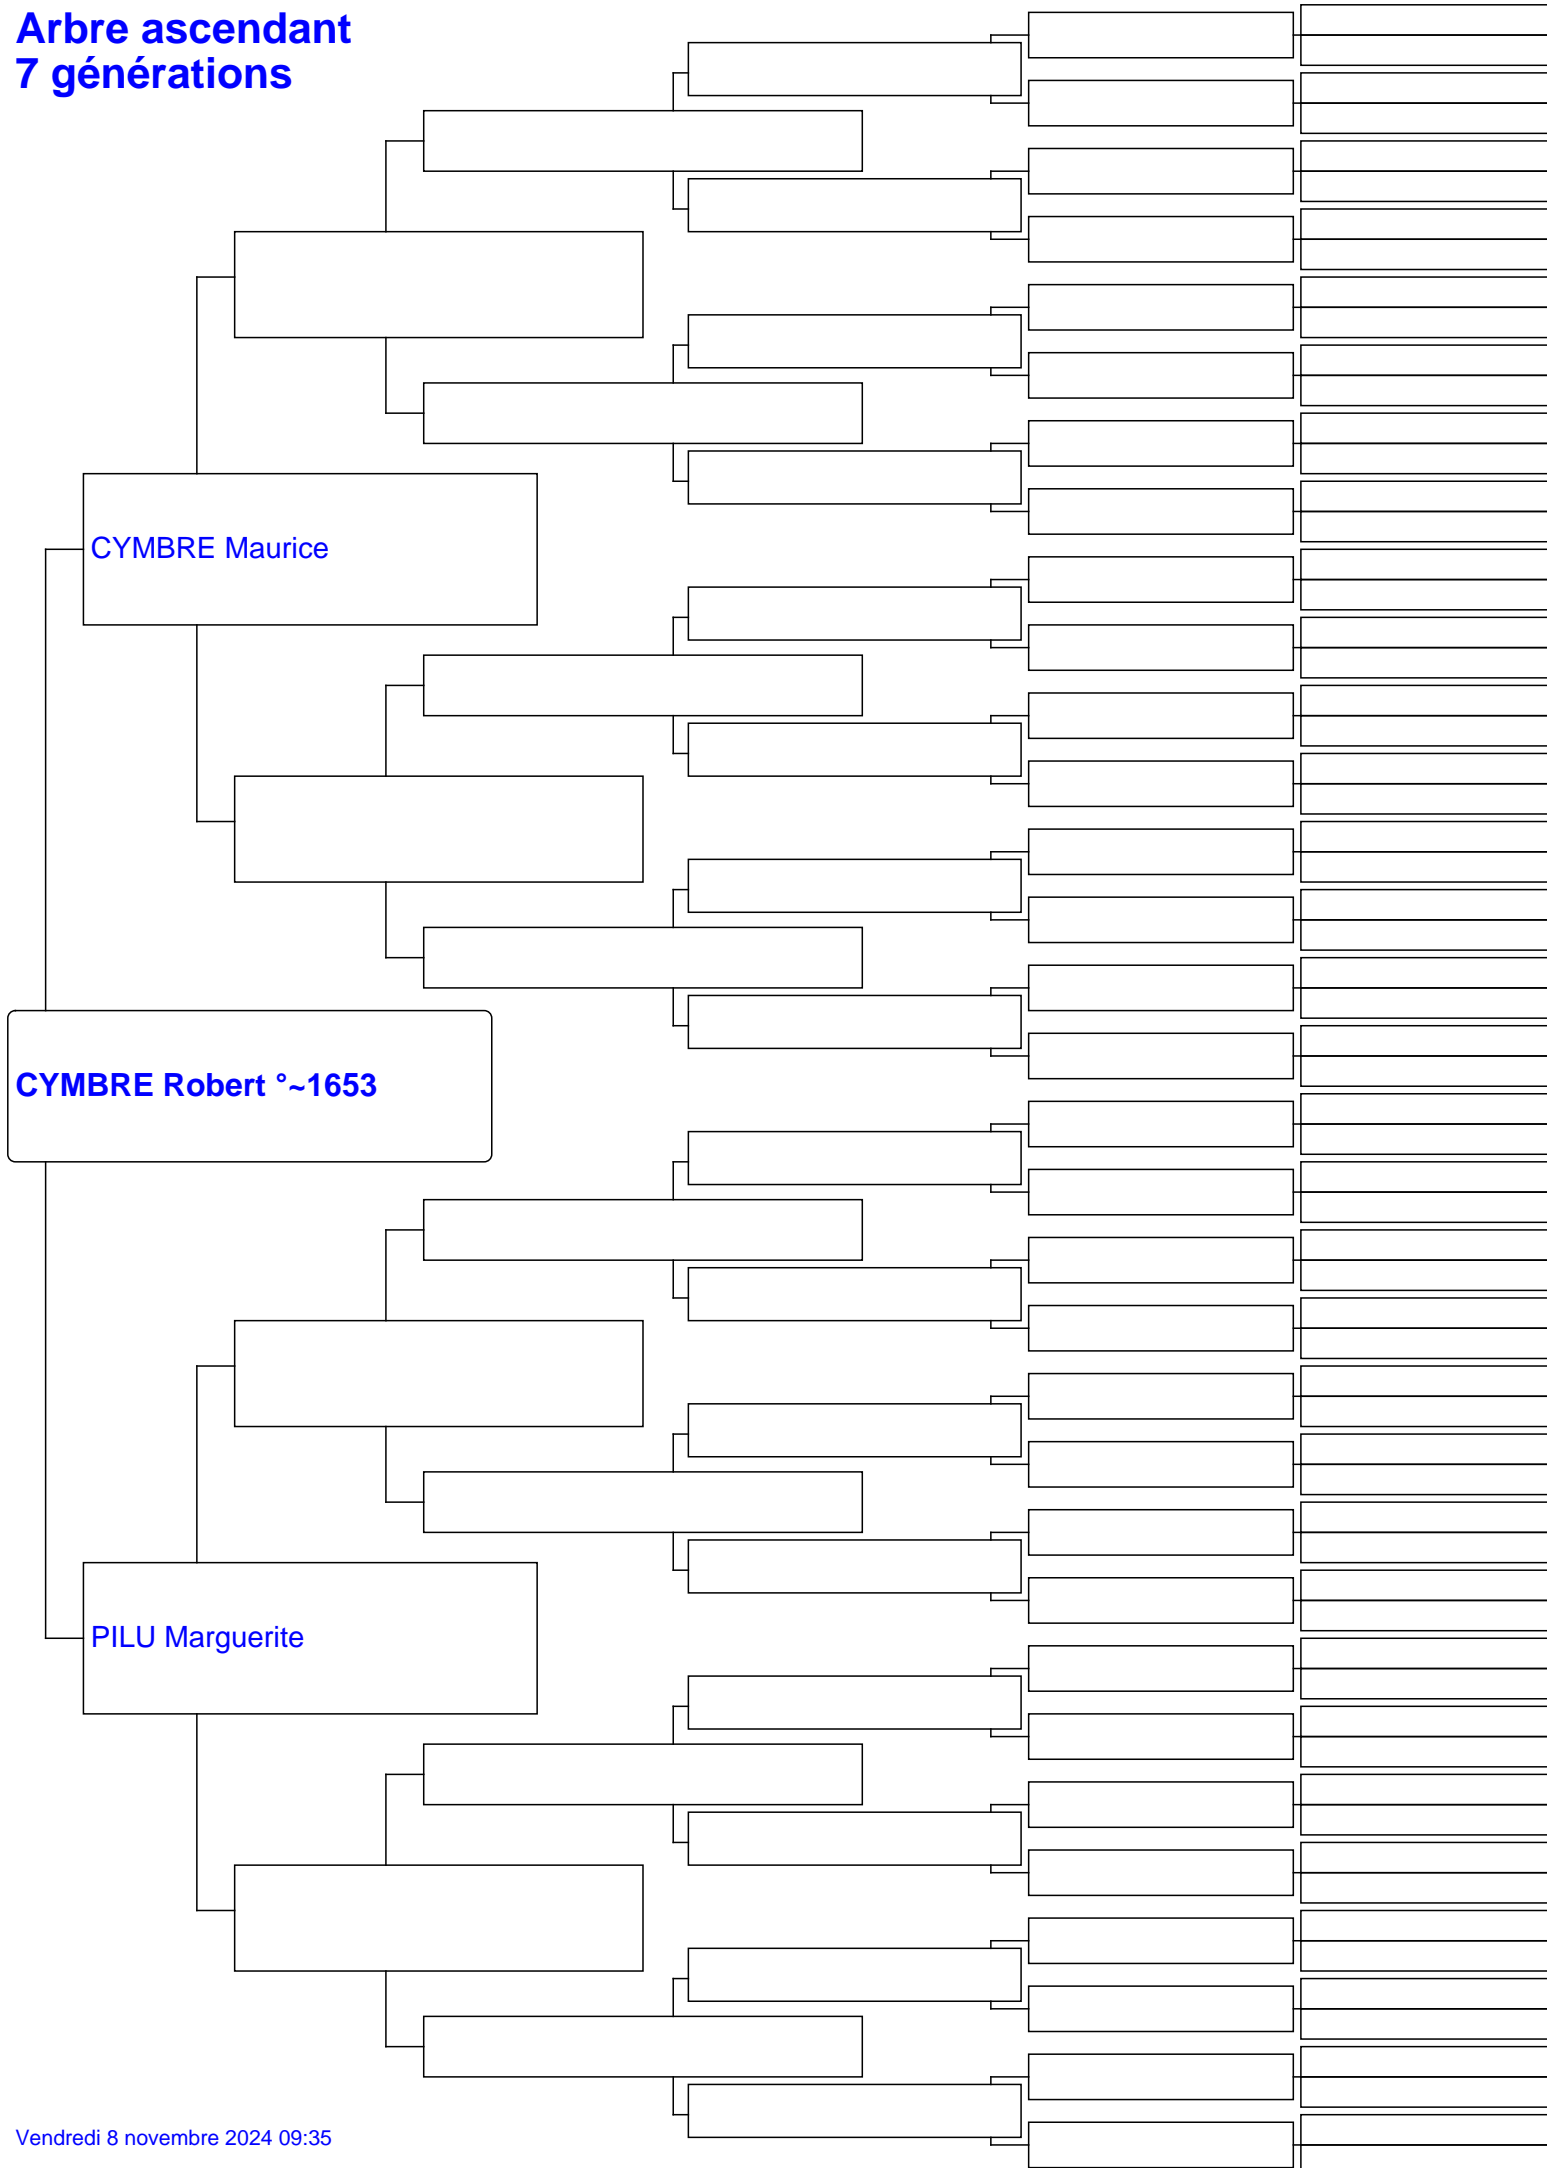 Arbre ascendant
7 générations
CYMBRE Maurice
CYMBRE Robert °~1653
PILU Marguerite
Vendredi 8 novembre 2024 09:35